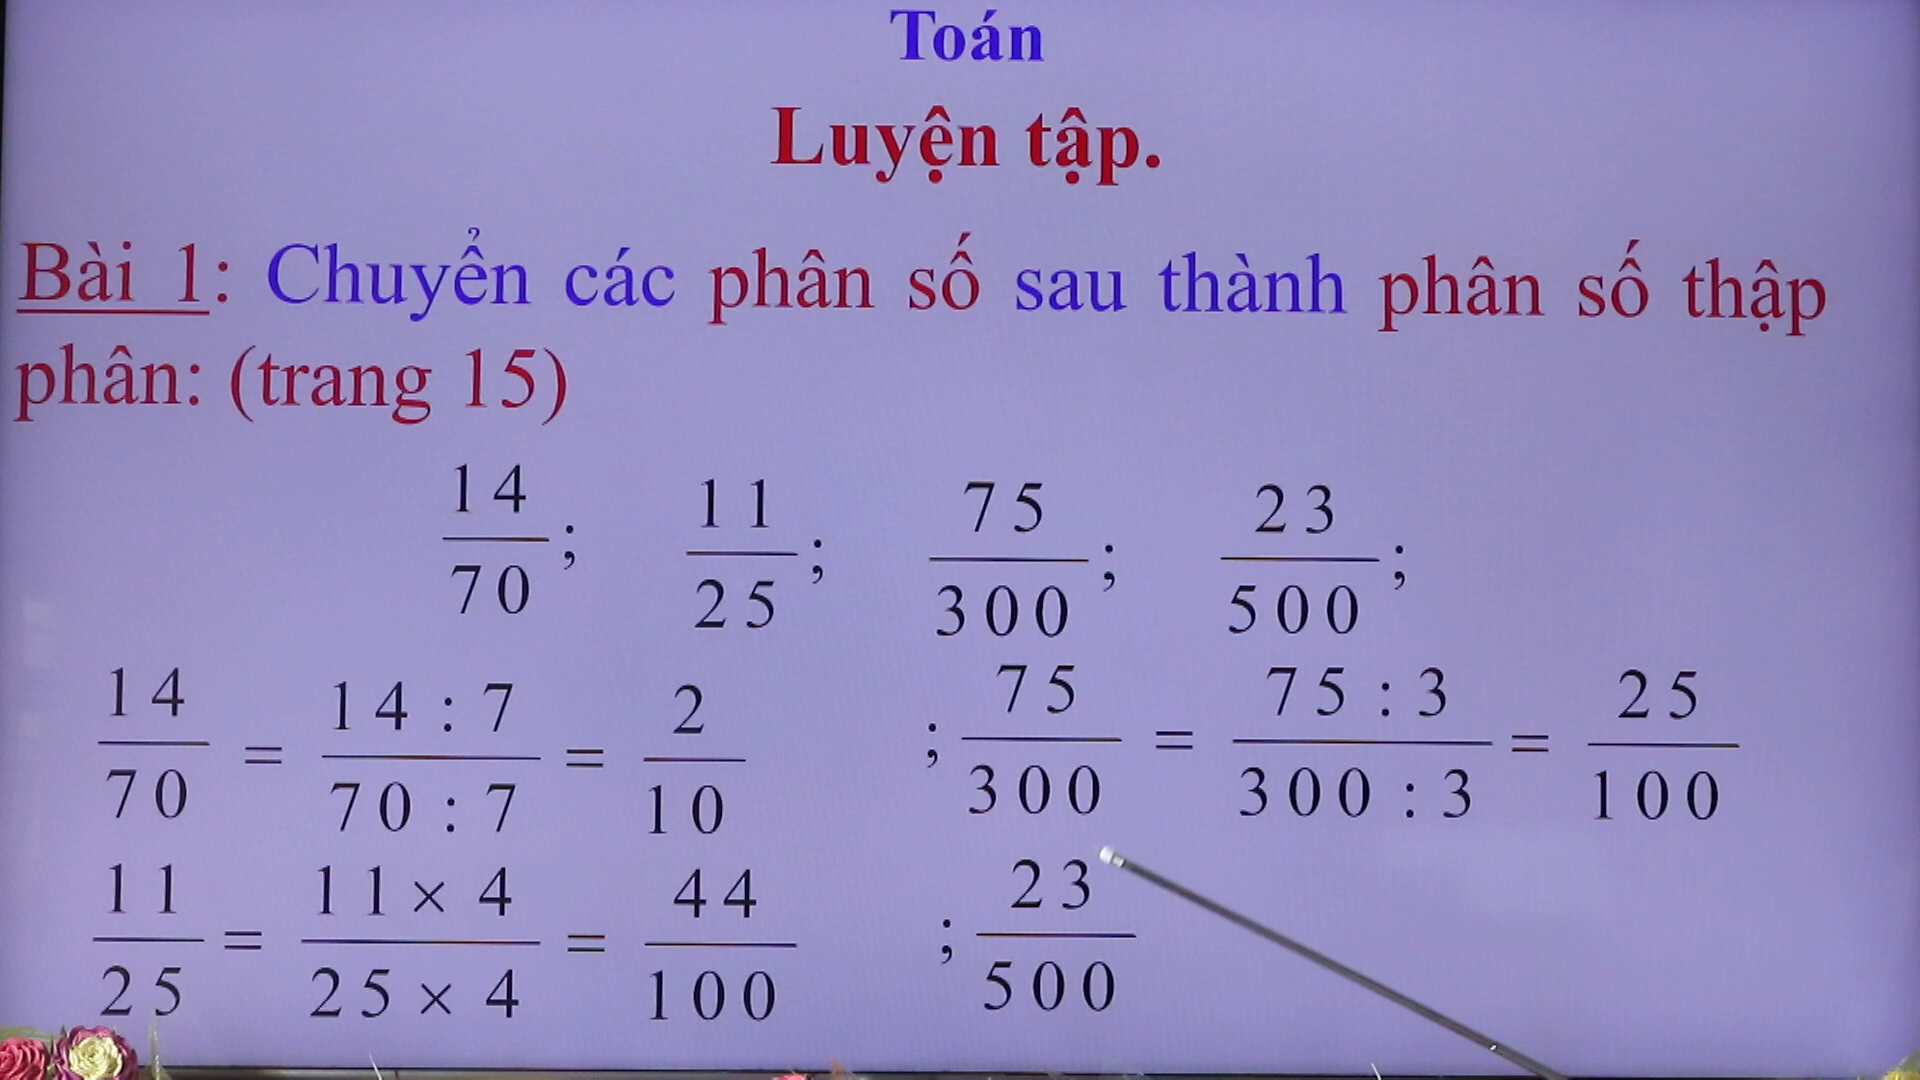 Toán
Luyện tập.
Bài 1: Chuyển các phân số sau thành phân số thập
phân: (trang 15)
14/70; 11/25; 75/300; 23/500;
14/70 = 14 : 7/70 : 7 = 2/10 ; 75/300 = 75 : 3/300 : 3 = 25/100
11/25 = 11 × 4/25 × 4 = 44/100 ; 23/500